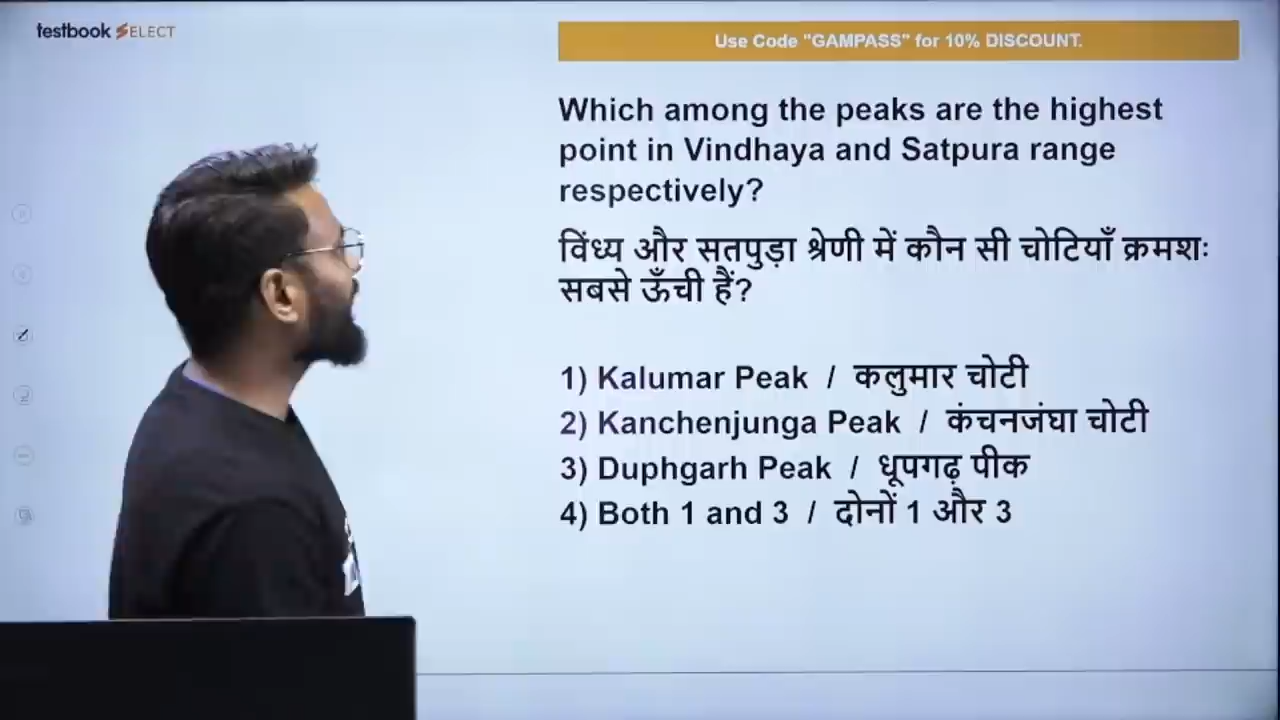 testbook SELECT
Use Code "GAMPASS" for 10% DISCOUNT.
Which among the peaks are the highest
point in Vindhaya and Satpura range
respectively?
विंध्य और सतपुड़ा श्रेणी में कौन सी चोटियाँ क्रमशः
सबसे ऊँची हैं?
1) Kalumar Peak / कलुमार चोटी
2) Kanchenjunga Peak / कंचनजंघा चोटी
3) Duphgarh Peak / धूपगढ़ पीक
4) Both 1 and 3 / दोनों 1 और 3